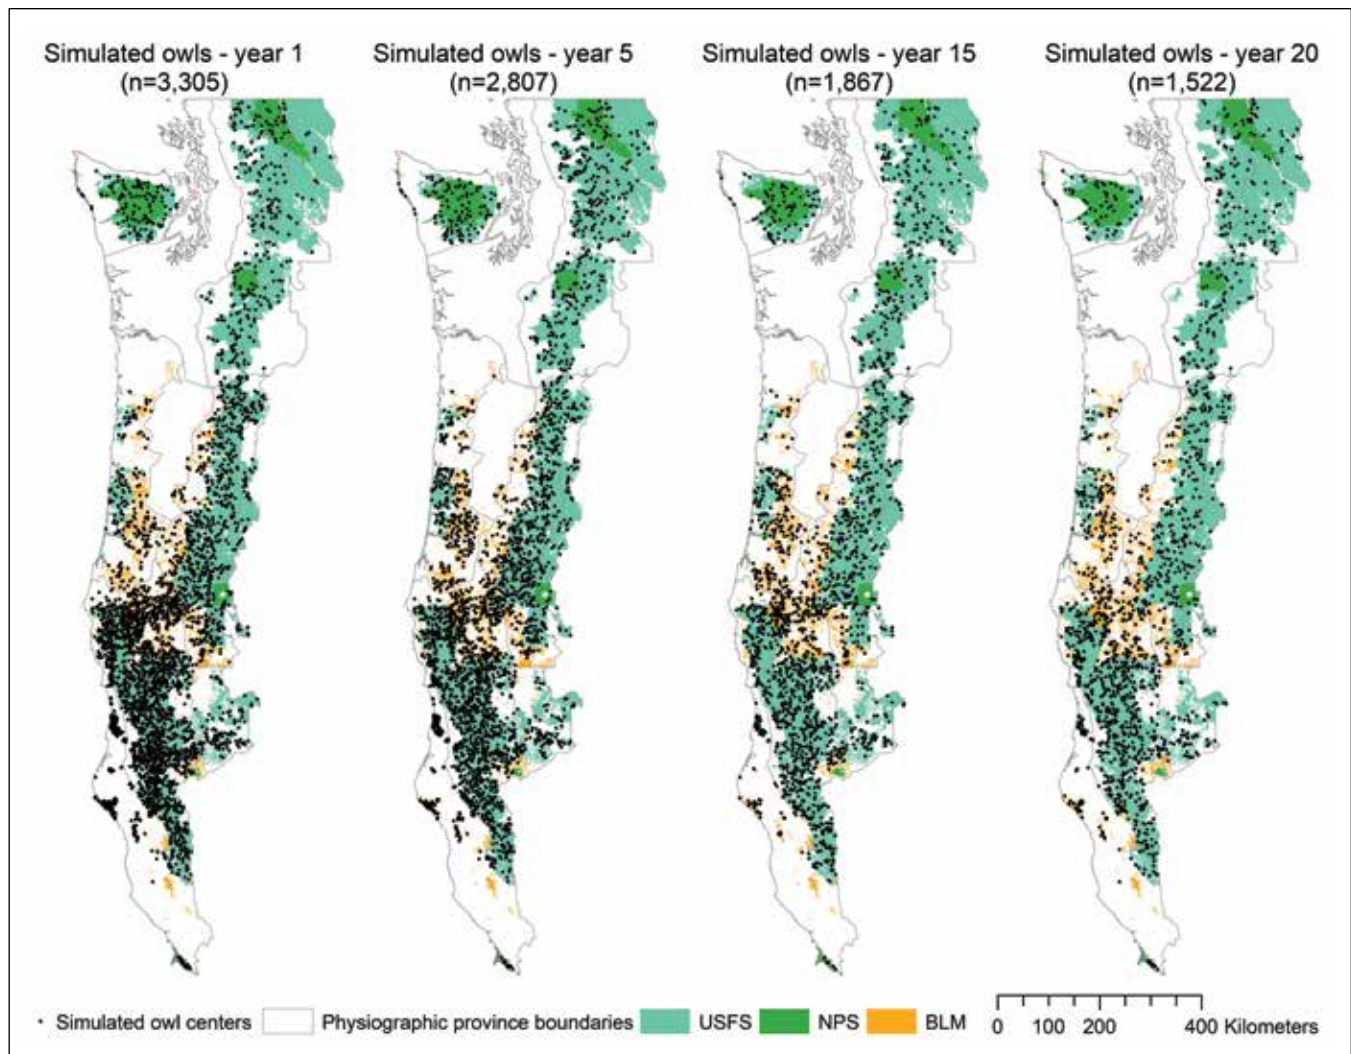 Simulated owls - year 1
(n=3,305)
Simulated owls - year 5
(n=2,807)
Simulated owls - year 15
(n=1,867)
Simulated owls - year 20
(n=1,522)
Simulated owl centers
Physiographic province boundaries
USFS
NPS
BLM
0 100 200 400 Kilometers